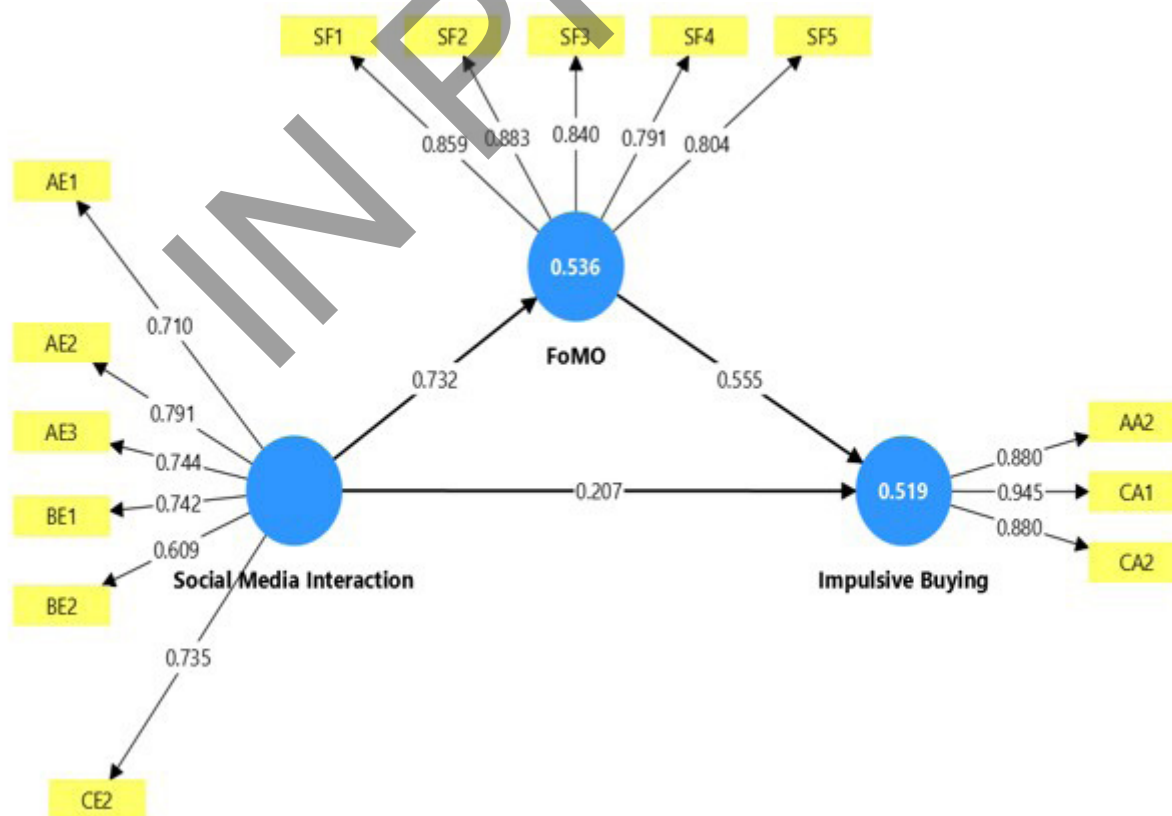 IN PR
SF1 SF2 SF3 SF4 SF5
0.859 0.883 0.840 0.791 0.804
AE1
0.536
FoMO
0.710
AE2
0.732 0.555
0.791
AE3
0.744
BE1
0.742
0.609
BE2
0.207
0.519
AA2
0.880
CA1
0.945
CA2
0.880
Social Media Interaction
Impulsive Buying
0.735
CE2